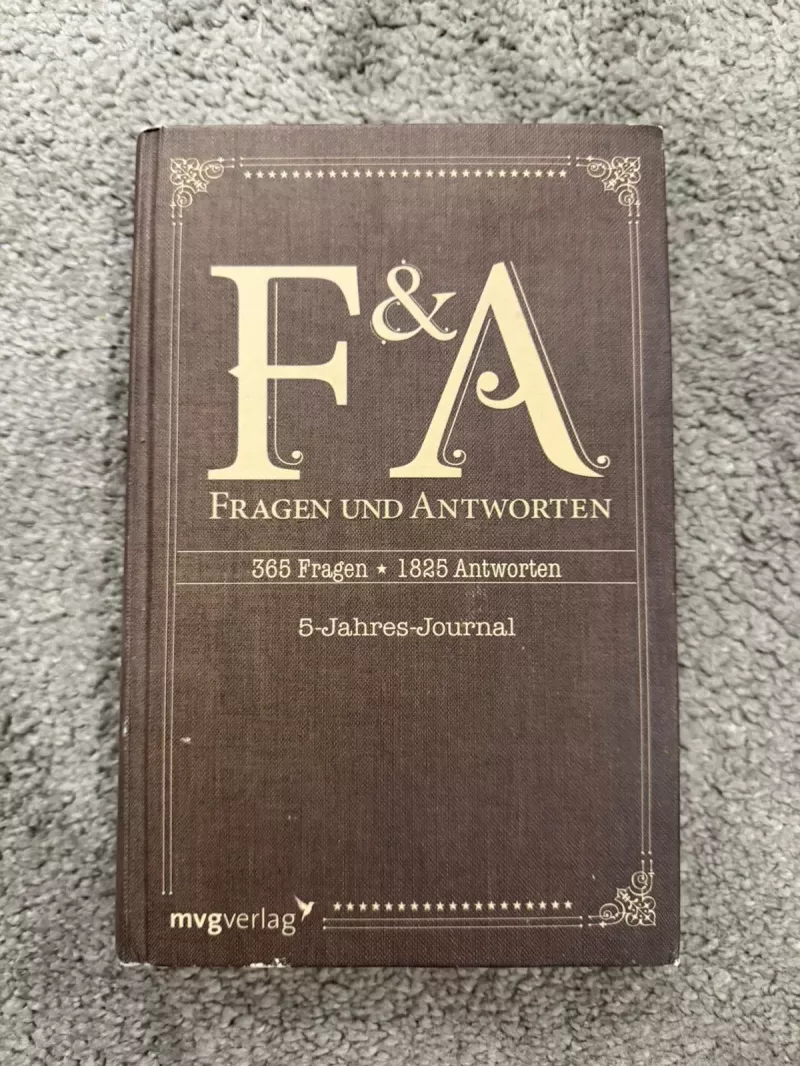 F&A
FRAGEN UND ANTWORTEN
365 Fragen ★ 1825 Antworten
5-Jahres-Journal
mvgverlag